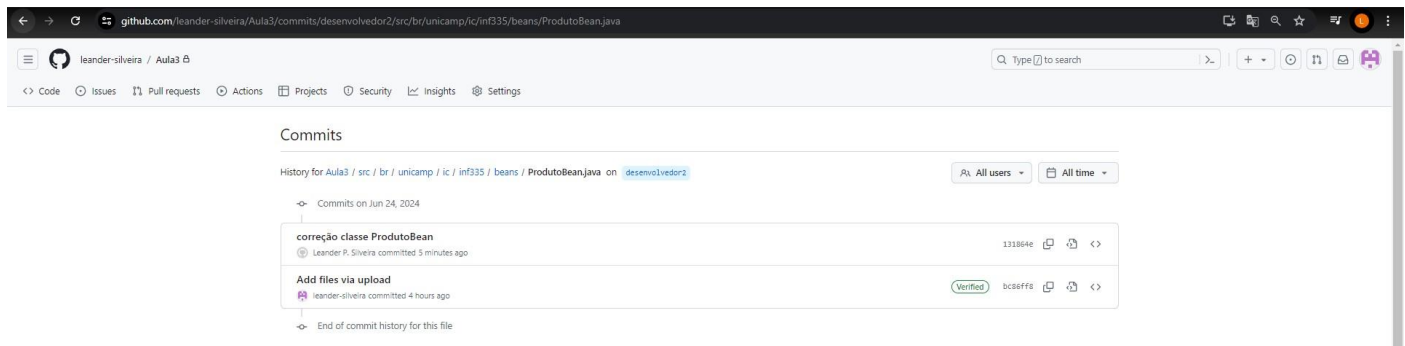 github.com/leander-silveira/Aula3/commits/desenvolvedor2/src/br/unicamp/ic/inf335/beans/ProdutoBean.java
L
leander-silveira / Aula3
Type / to search
<> Code Issues Pull requests Actions Projects Security Insights Settings
Commits
History for Aula3 / src / br / unicamp / ic / inf335 / beans / ProdutoBean.java on desenvolvedor2
All users All time
Commits on Jun 24, 2024
correção classe ProdutoBean
131864e
Leander P. Silveira committed 5 minutes ago
Add files via upload
Verified bc86ff8
leander-silveira committed 4 hours ago
End of commit history for this file